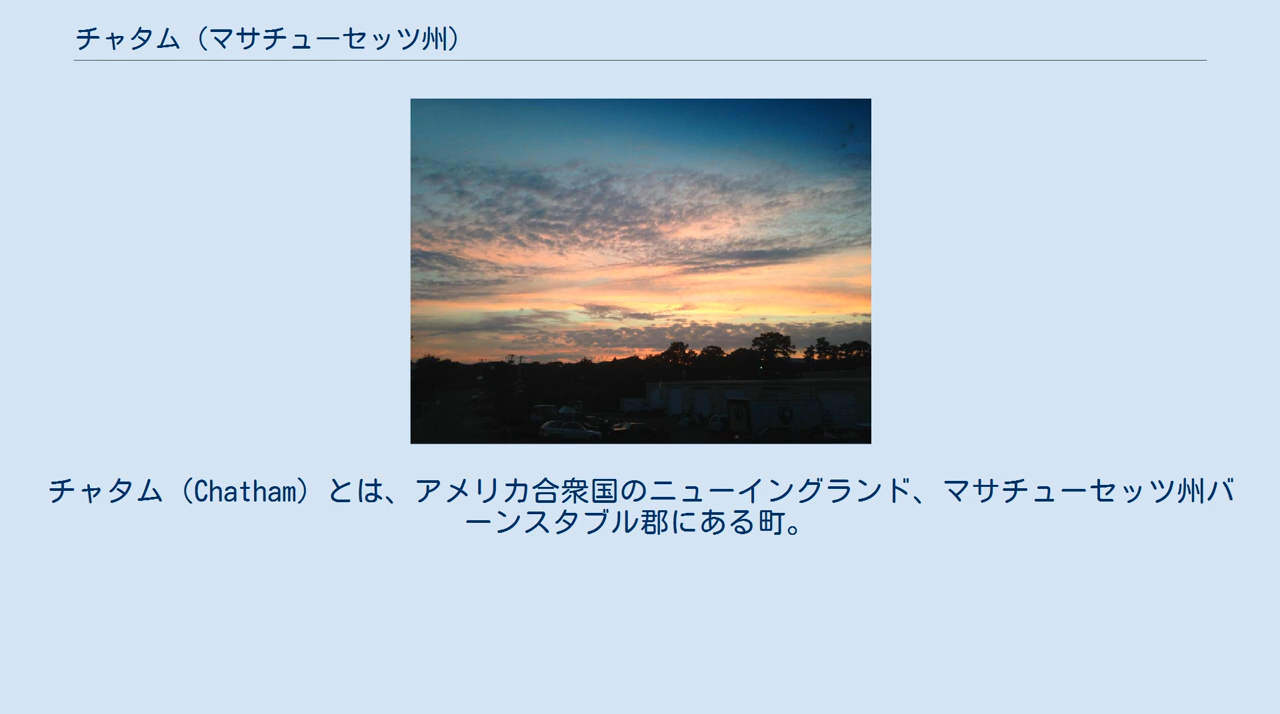 チャタム（マサチューセッツ州）
チャタム（Chatham）とは、アメリカ合衆国のニューイングランド、マサチューセッツ州バ
ーンスタブル郡にある町。